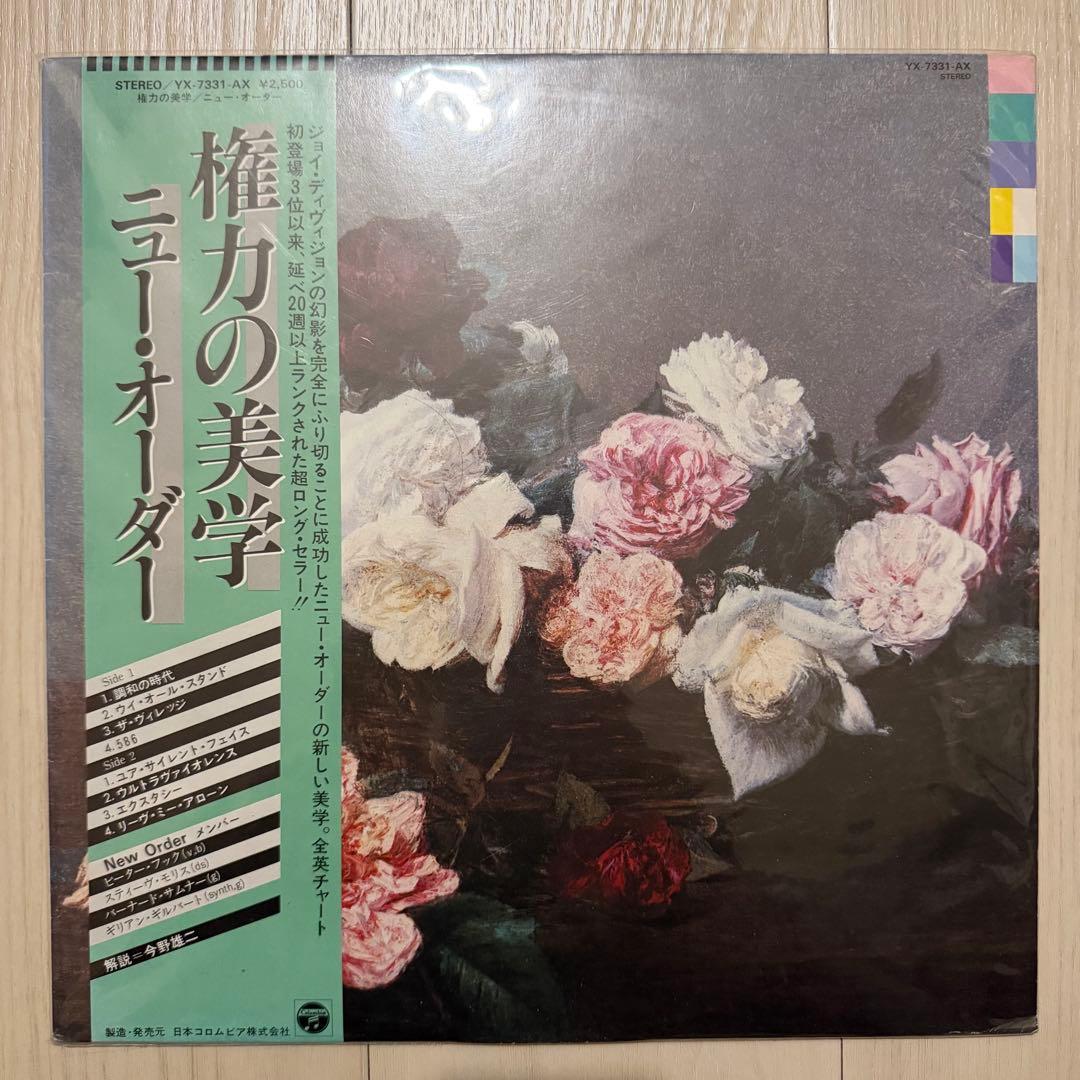 STEREO/YX-7331-AX ¥2,500
権力の美学/ニュー・オーダー
権力の美学
ニュー・オーダー
ジョイ・ディヴィジョンの幻影を完全にふり切ることに成功したニュー・オーダーの新しい美学。全英チャート
初登場3位以来、延べ20週以上ランクされた超ロング・セラー!!
Side 1
1. 調和の時代
2. ウイ・オール・スタンド
3. ザ・ヴィレッジ
4. 586
Side 2
1. ユア・サイレント・フェイス
2. ウルトラヴァイオレンス
3. エクスタシー
4. リーヴ・ミー・アローン
New Order メンバー
ピーター・フック(v,b)
スティーヴ・モリス(ds)
バーナード・サムナー(g)
ギリアン・ギルバート(synth,g)
解説=今野雄二
製造・発売元 日本コロムビア株式会社
YX-7331-AX
STEREO